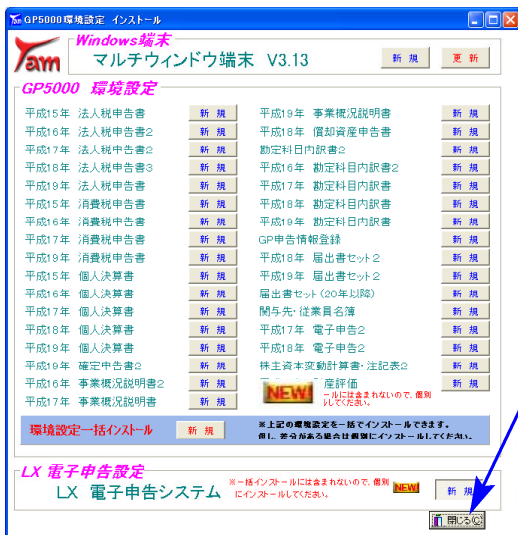 GP5000環境設定 インストール
Yam
Windows端末
マルチウィンドウ端末 V3.13
新 規
更 新
GP5000 環境設定
平成15年 法人税申告書 新 規
平成16年 法人税申告書2 新 規
平成17年 法人税申告書2 新 規
平成18年 法人税申告書3 新 規
平成19年 法人税申告書 新 規
平成15年 消費税申告書 新 規
平成16年 消費税申告書 新 規
平成17年 消費税申告書 新 規
平成19年 消費税申告書 新 規
平成15年 個人決算書 新 規
平成16年 個人決算書 新 規
平成17年 個人決算書 新 規
平成18年 個人決算書 新 規
平成19年 個人決算書 新 規
平成19年 確定申告書2 新 規
平成16年 事業概況説明書2 新 規
平成17年 事業概況説明書 新 規
平成19年 事業概況説明書 新 規
平成18年 償却資産申告書 新 規
勘定科目内訳書2 新 規
平成16年 勘定科目内訳書2 新 規
平成17年 勘定科目内訳書 新 規
平成18年 勘定科目内訳書 新 規
平成19年 勘定科目内訳書 新 規
GP申告情報登録 新 規
平成18年 届出書セット2 新 規
平成19年 届出書セット2 新 規
届出書セット(20年以降) 新 規
関与先・従業員名簿 新 規
平成17年 電子申告2 新 規
平成18年 電子申告2 新 規
株主資本変動計算書・注記表2 新 規
NEW! 産評価 新 規
ールには含まれないので、個別
ルしてください。
環境設定一括インストール
新 規
※上記の環境設定を一括でインストールできます。
但し、差分がある場合は個別にインストールしてください。
LX 電子申告設定
LX 電子申告システム
※一括インストールには含まれないので、個別
にインストールしてください。
NEW!
新 規
閉じる(C)